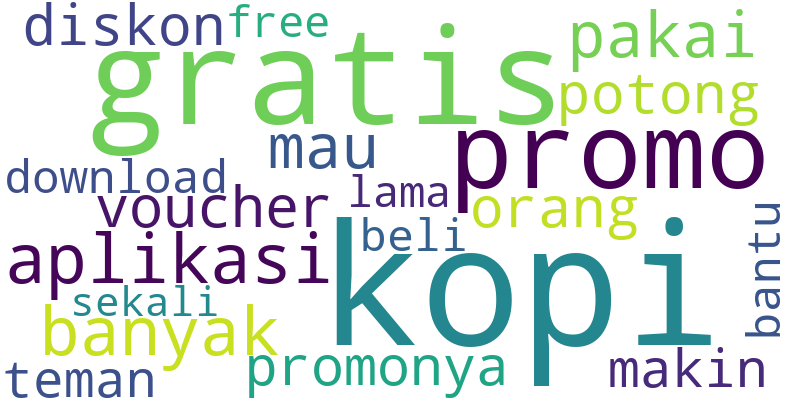 diskon free
gratis
pakai
potong
mau
promo
download
voucher
lama
orang
beli
aplikasi
kopi
bantu
sekali
banyak
teman
promonya
makin